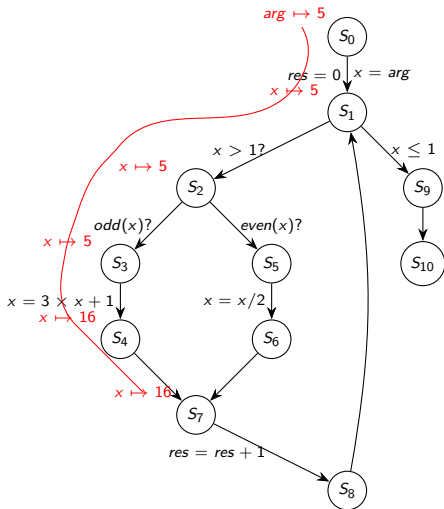 arg ↦ 5
S0
res = 0
x = arg
x ↦ 5
S1
x > 1?
x ≤ 1
x ↦ 5
S2
S9
odd(x)?
even(x)?
x ↦ 5
S3
S5
S10
x = 3 × x + 1
x = x/2
x ↦ 16
S4
S6
x ↦ 16
S7
res = res + 1
S8